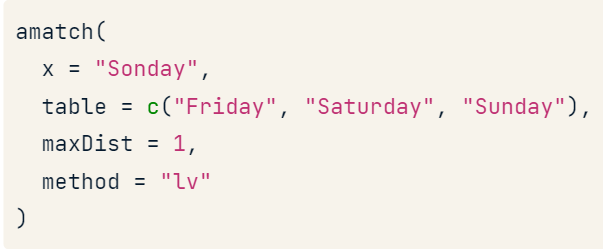 amatch(
  x = "Sonday",
  table = c("Friday", "Saturday", "Sunday"),
  maxDist = 1,
  method = "lv"
)